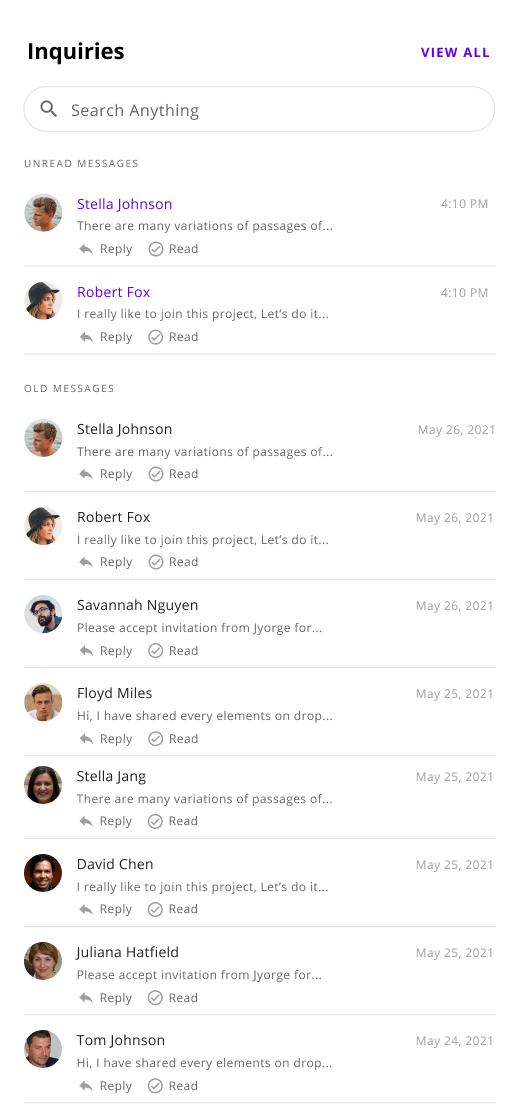 Inquiries VIEW ALL
Search Anything
UNREAD MESSAGES
Stella Johnson 4:10 PM
There are many variations of passages of...
Reply Read
Robert Fox 4:10 PM
I really like to join this project, Let’s do it...
Reply Read
OLD MESSAGES
Stella Johnson May 26, 2021
There are many variations of passages of...
Reply Read
Robert Fox May 26, 2021
I really like to join this project, Let’s do it...
Reply Read
Savannah Nguyen May 26, 2021
Please accept invitation from Jyorge for...
Reply Read
Floyd Miles May 25, 2021
Hi, I have shared every elements on drop...
Reply Read
Stella Jang May 25, 2021
There are many variations of passages of...
Reply Read
David Chen May 25, 2021
I really like to join this project, Let’s do it...
Reply Read
Juliana Hatfield May 25, 2021
Please accept invitation from Jyorge for...
Reply Read
Tom Johnson May 24, 2021
Hi, I have shared every elements on drop...
Reply Read